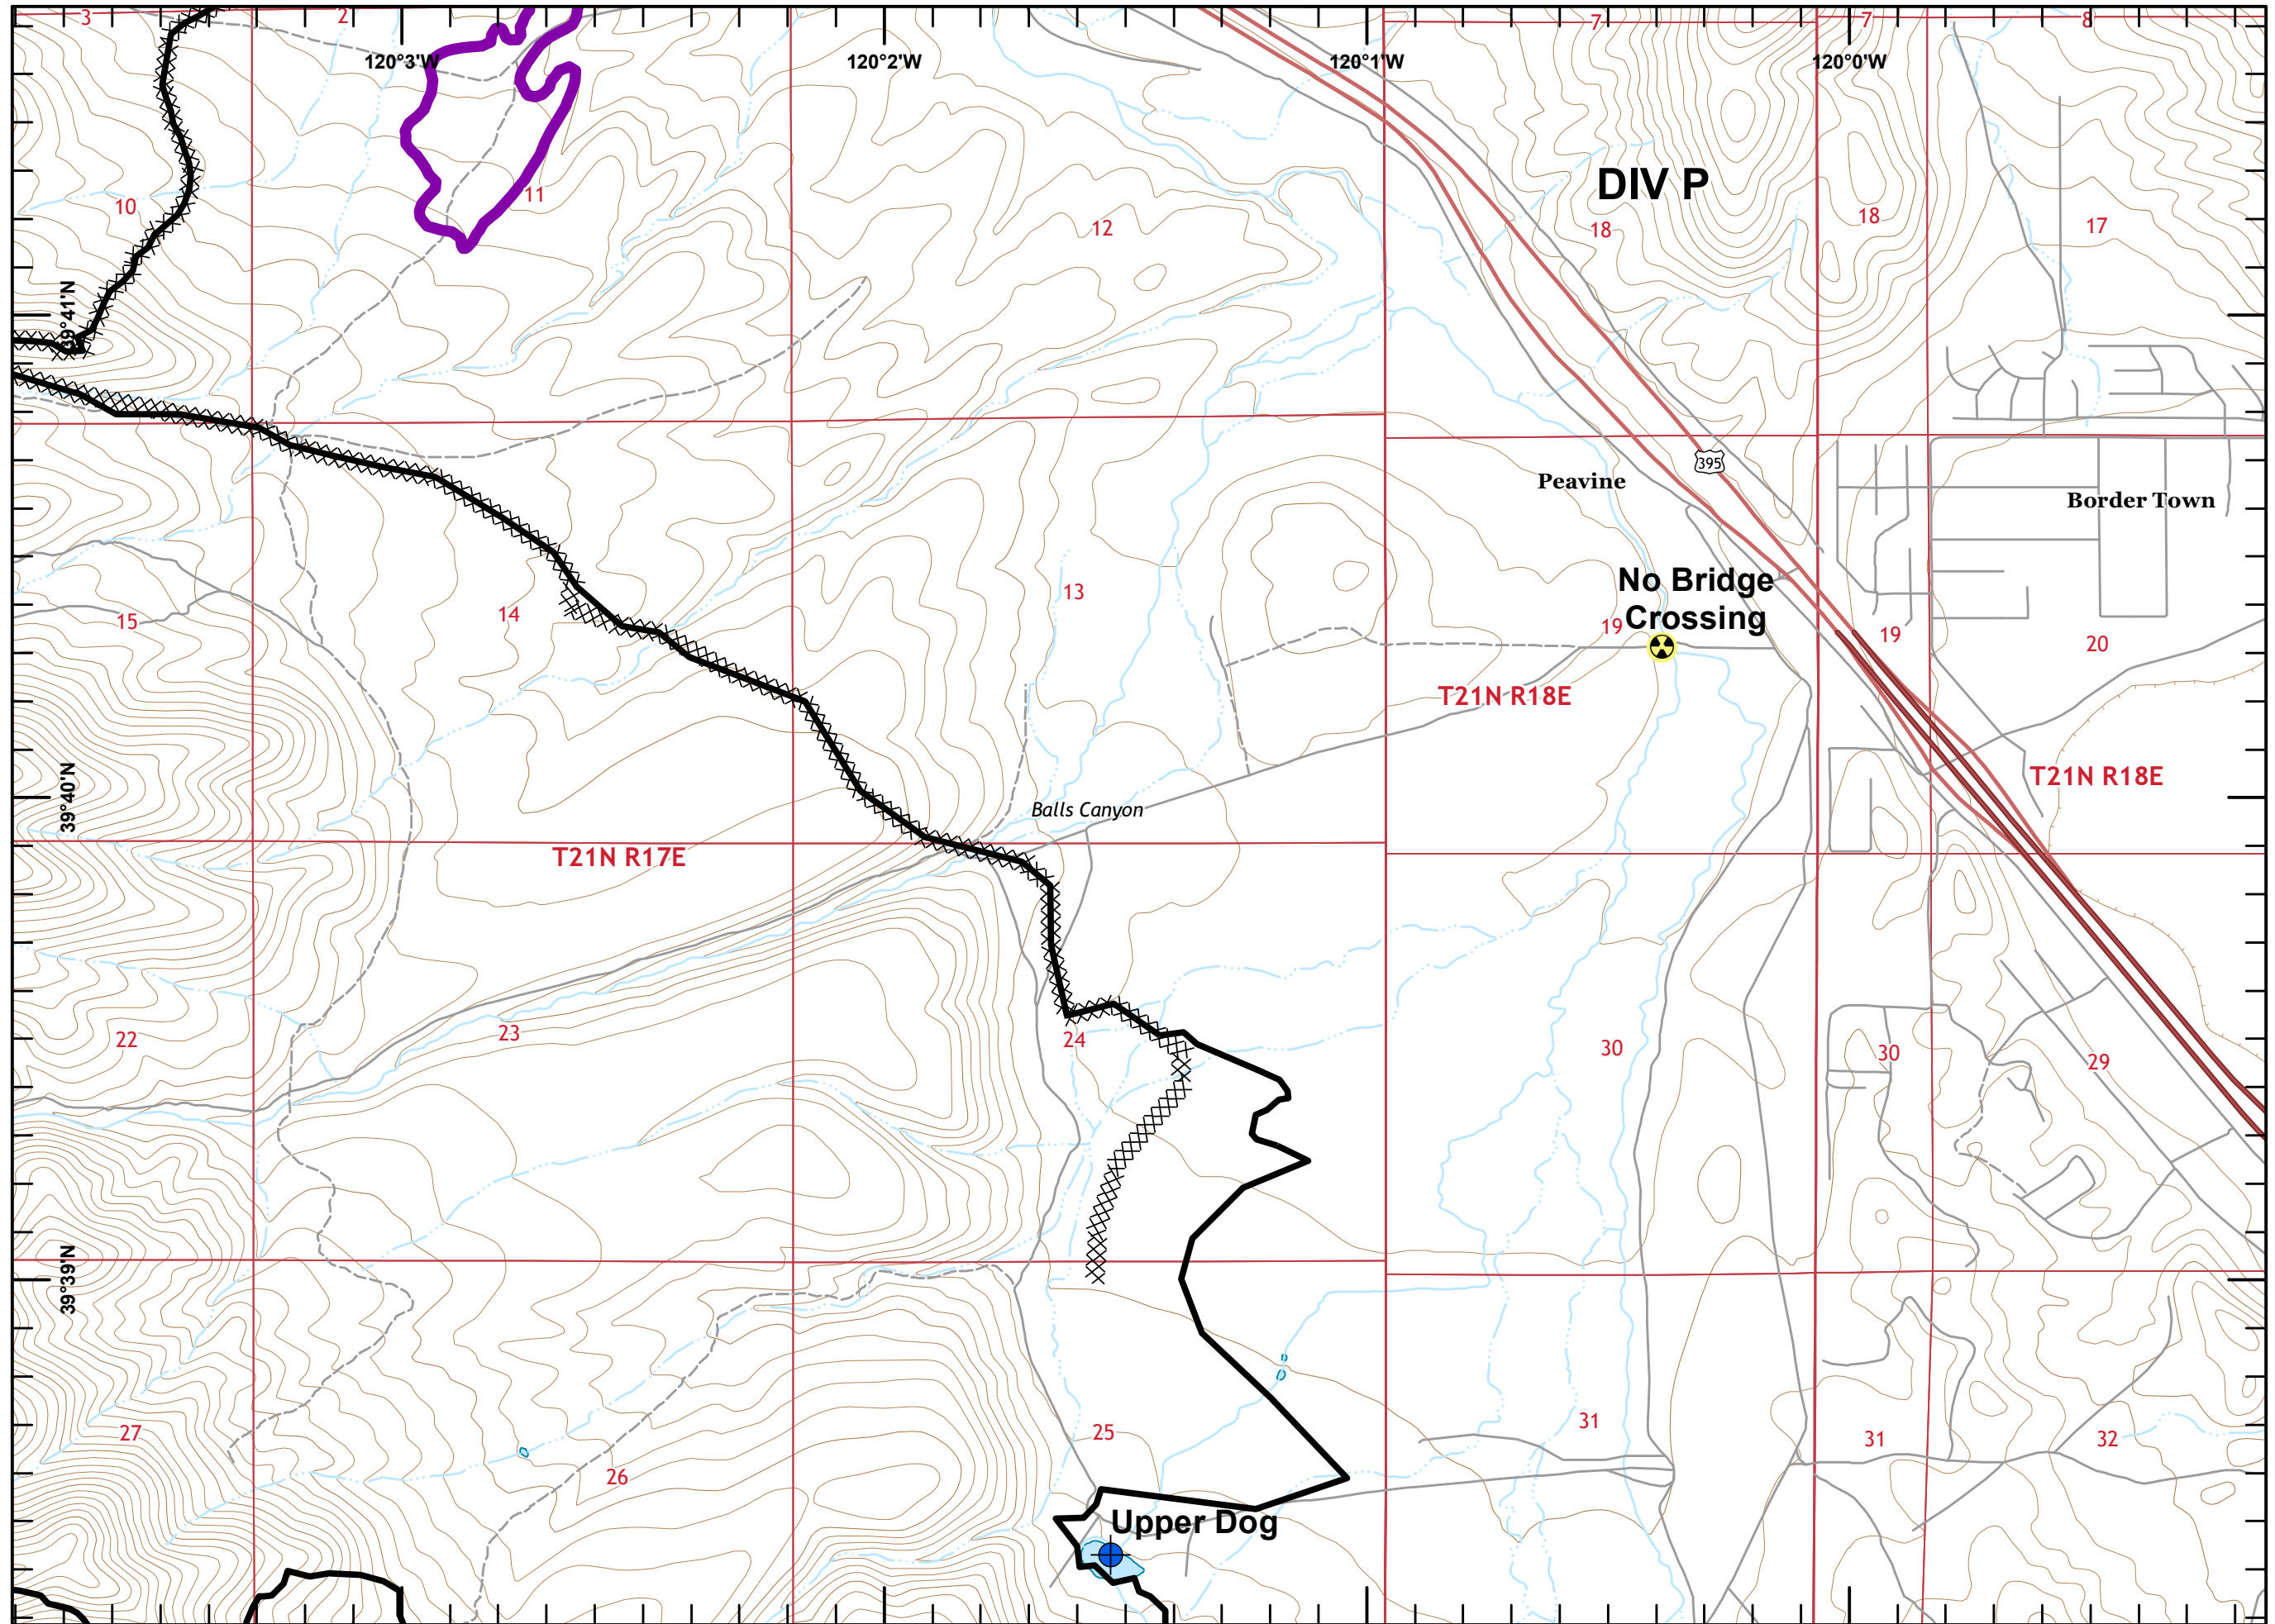 3
2
7
7
8
120°3'W
120°2'W
120°1'W
120°0'W
DIV P
10
11
12
18
18
17
39°41'N
395
Peavine
Border Town
No Bridge
Crossing
15
14
13
19
19
20
T21N R18E
T21N R18E
39°40'N
Balls Canyon
T21N R17E
22
23
24
30
30
29
39°39'N
27
26
25
31
31
32
Upper Dog